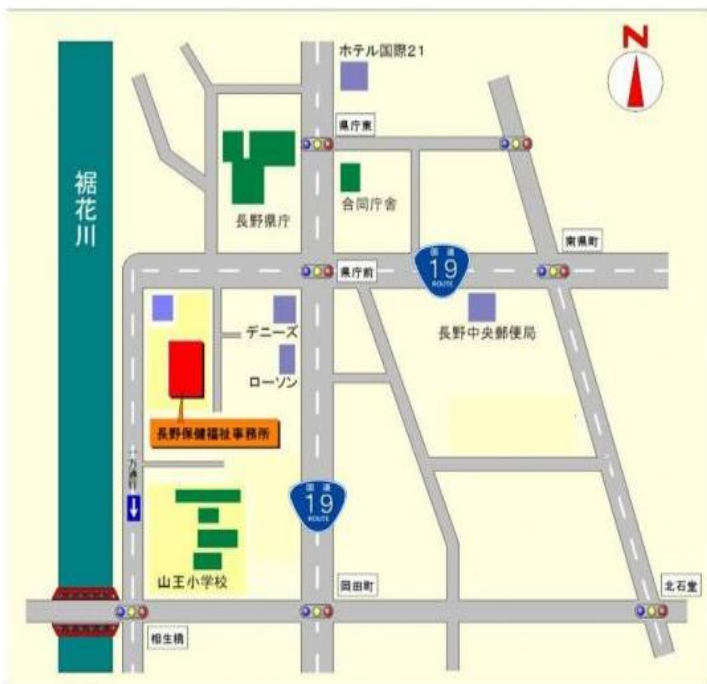 ホテル国際21
N
県庁東
裾花川
合同庁舎
長野県庁
南県町
県庁前
国道
19
ROUTE
デニーズ
長野中央郵便局
ローソン
長野保健福祉事務所
国道
19
ROUTE
山王小学校
岡田町
北石堂
相生橋